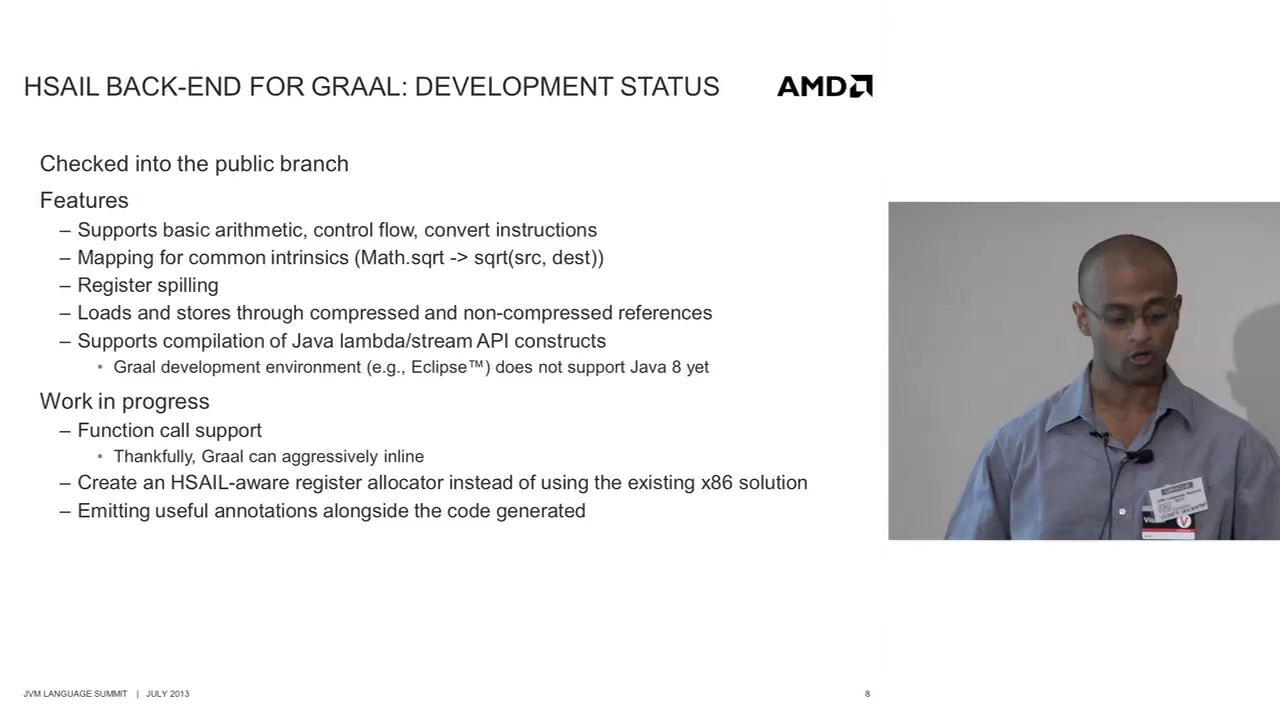 HSAIL BACK-END FOR GRAAL: DEVELOPMENT STATUS
AMD
Checked into the public branch
Features
– Supports basic arithmetic, control flow, convert instructions
– Mapping for common intrinsics (Math.sqrt -> sqrt(src, dest))
– Register spilling
– Loads and stores through compressed and non-compressed references
– Supports compilation of Java lambda/stream API constructs
• Graal development environment (e.g., Eclipse™) does not support Java 8 yet
Work in progress
– Function call support
• Thankfully, Graal can aggressively inline
– Create an HSAIL-aware register allocator instead of using the existing x86 solution
– Emitting useful annotations alongside the code generated
JVM LANGUAGE SUMMIT | JULY 2013
8